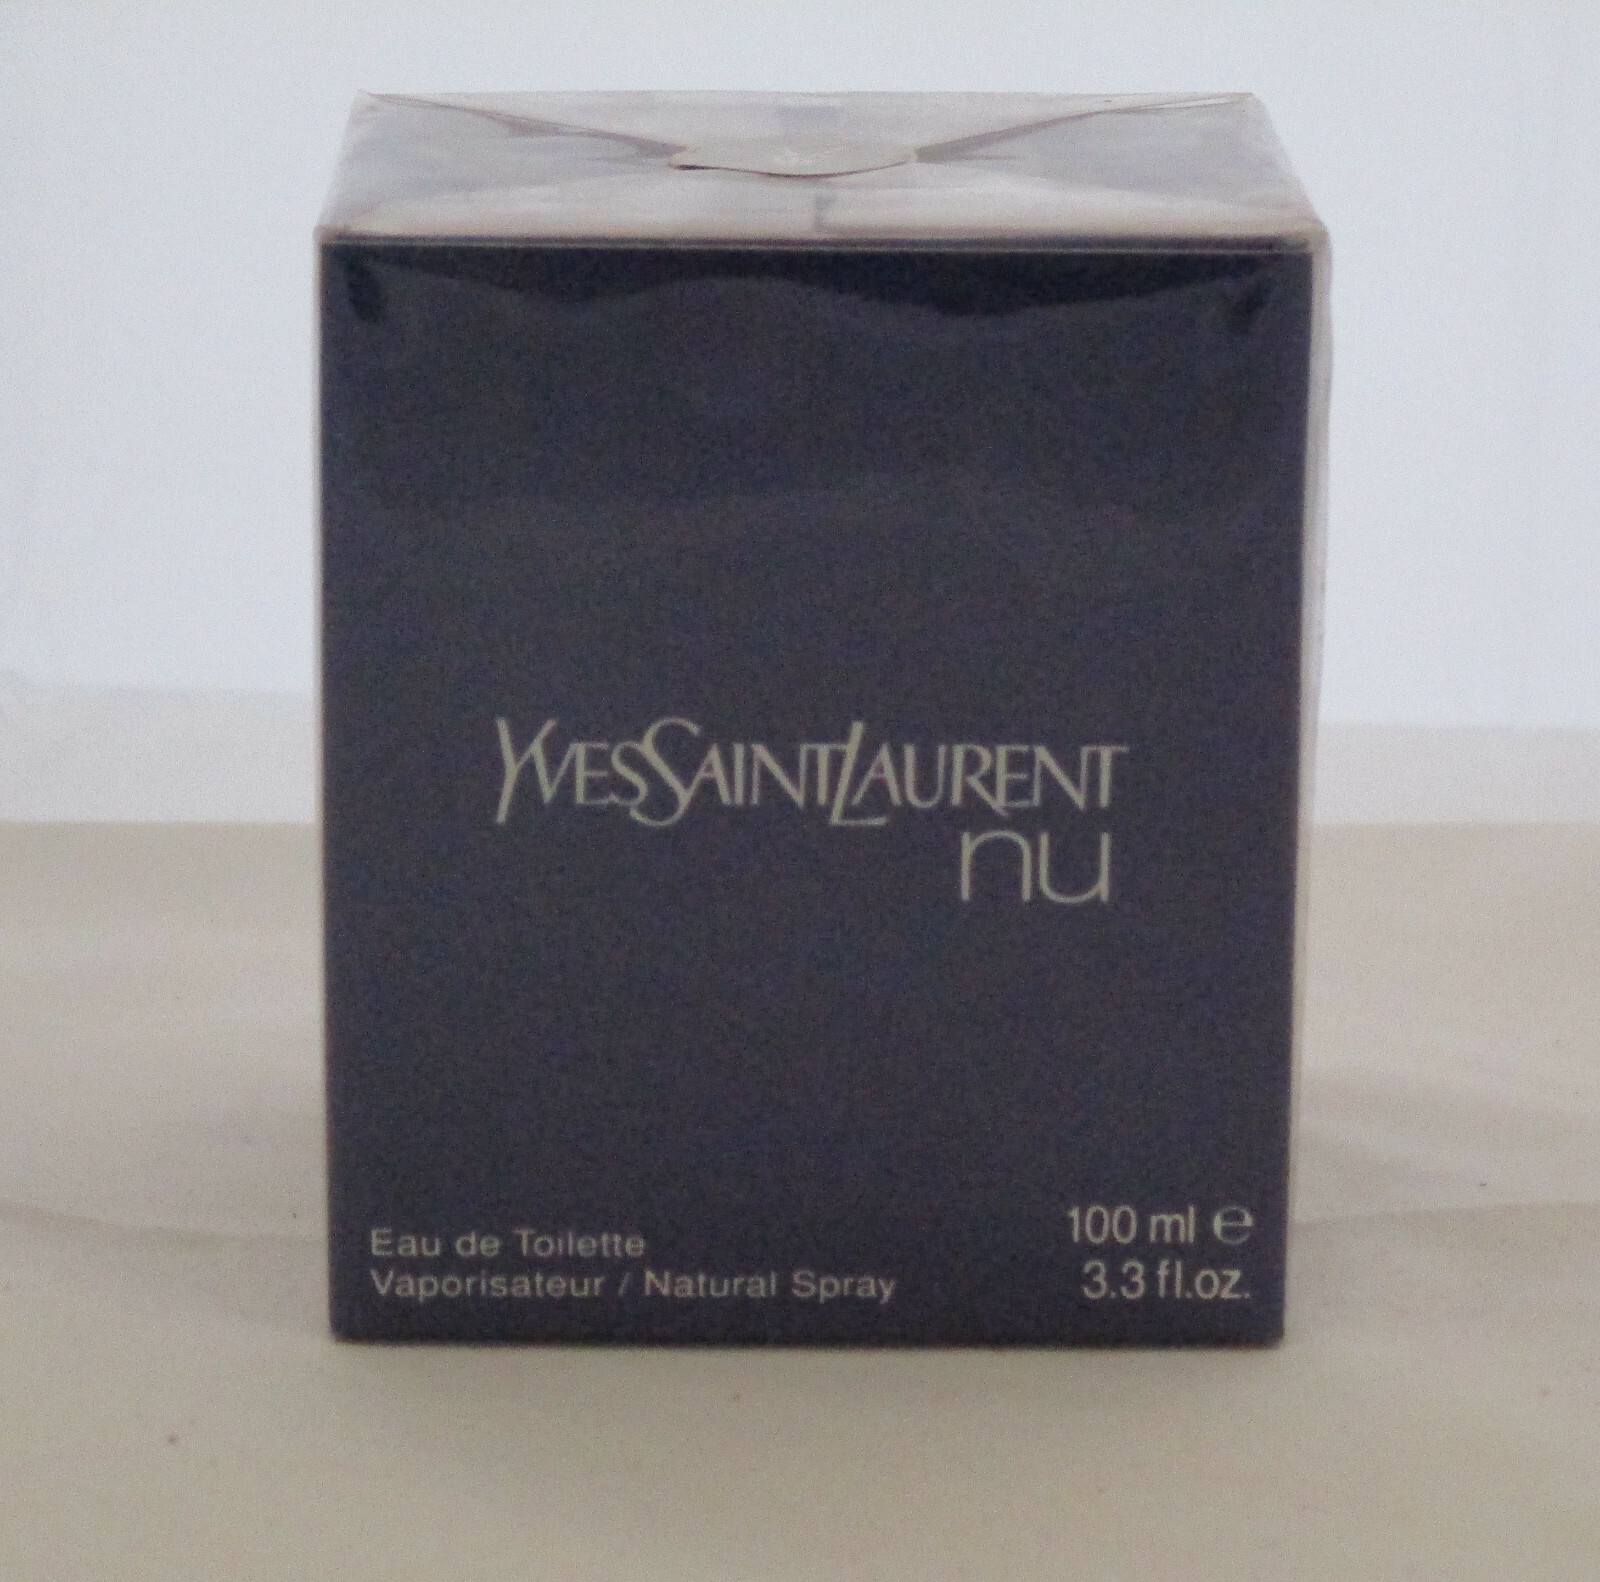 YVESSAINTLAURENT
nu
Eau de Toilette
Vaporisateur / Natural Spray
100 ml ℮
3.3 fl.oz.